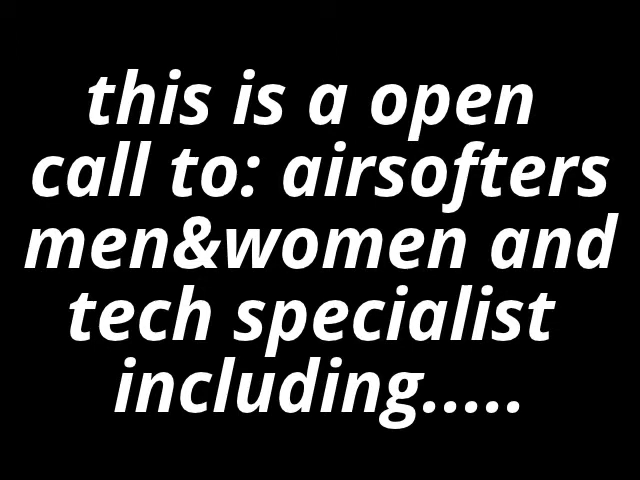 this is a open
call to: airsofters
men&women and
tech specialist
including.....